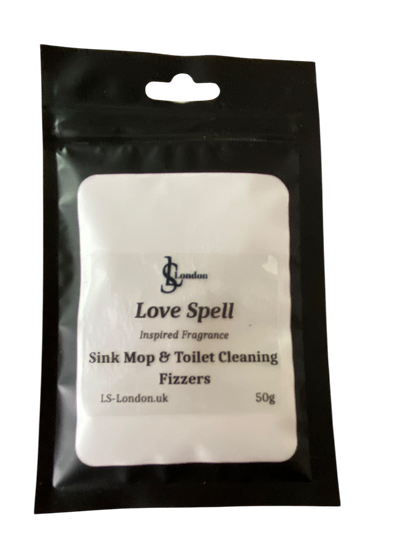 LS London
Love Spell
Inspired Fragrance
Sink Mop & Toilet Cleaning
Fizzers
LS-London.uk 50g